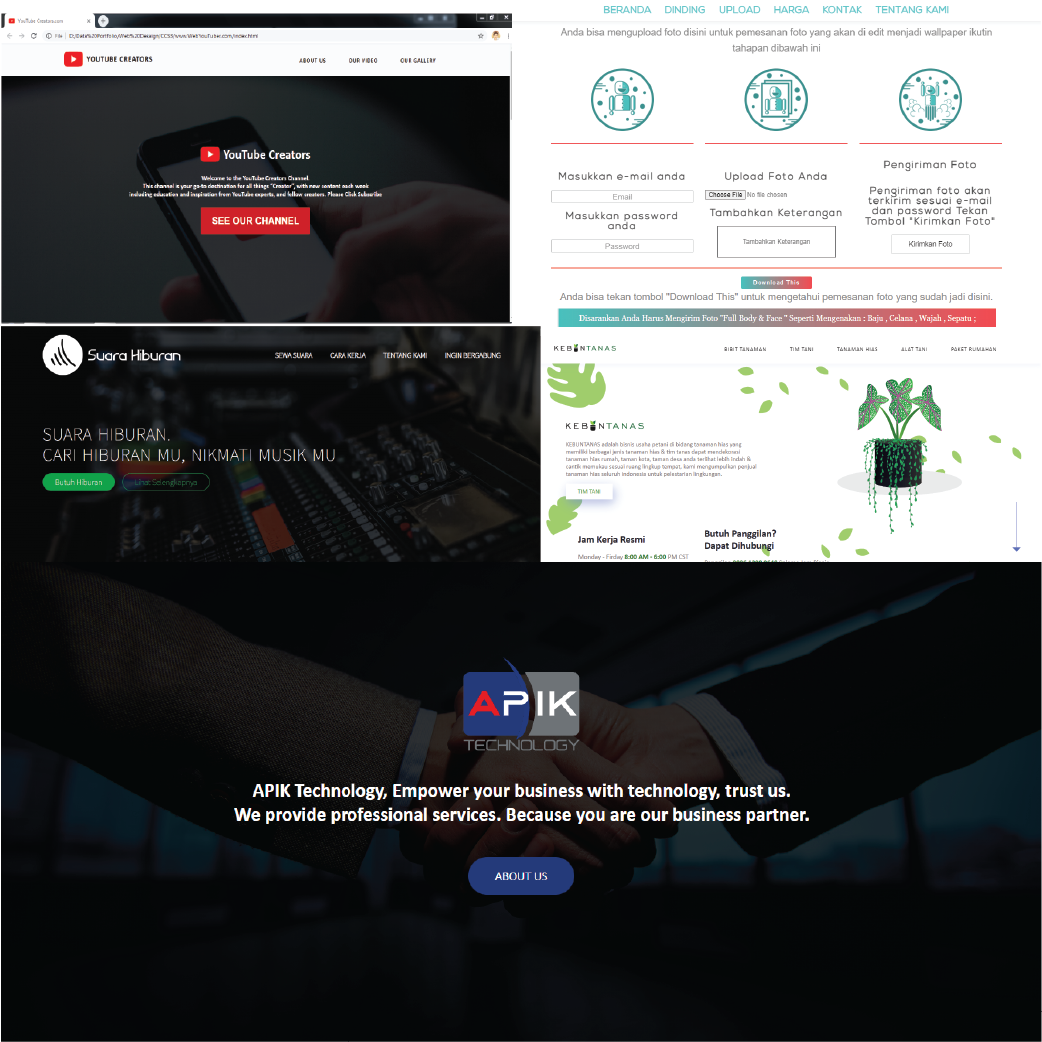 YouTube Creators.com
File
D:/Data%20Portfolio/Web%20Desaign/CCS3/www.WebYouTuber.com/index.html
YOUTUBE CREATORS
ABOUT US OUR VIDEO OUR GALLERY
YouTube Creators
Welcome to the YouTube Creators Channel.
This channel is your go-to destination for all things "Creator", with new content each week
including education and inspiration from YouTube experts, and fellow creators. Please Click Subscribe
SEE OUR CHANNEL
BERANDA DINDING UPLOAD HARGA KONTAK TENTANG KAMI
Anda bisa mengupload foto disini untuk pemesanan foto yang akan di edit menjadi wallpaper ikutin
tahapan dibawah ini
Masukkan e-mail anda
Email
Masukkan password
anda
Password
Upload Foto Anda
Choose File No file chosen
Tambahkan Keterangan
Tambahkan Keterangan
Pengiriman Foto
Pengiriman foto akan
terkirim sesuai e-mail
dan password Tekan
Tombol "Kirimkan Foto"
Kirimkan Foto
Download This
Anda bisa tekan tombol "Download This" untuk mengetahui pemesanan foto yang sudah jadi disini.
Disarankan Anda Harus Mengirim Foto "Full Body & Face " Seperti Mengenakan : Baju , Celana , Wajah , Sepatu ;
Suara Hiburan
SEWA SUARA CARA KERJA TENTANG KAMI INGIN BERGABUNG
SUARA HIBURAN.
CARI HIBURAN MU, NIKMATI MUSIK MU
Butuh Hiburan Lihat Selengkapnya
KEBUNTANAS
BIBIT TANAMAN TIM TANI TANAMAN HIAS ALAT TANI PAKET RUMAHAN
KEBUNTANAS
KEBUNTANAS adalah bisnis usaha petani di bidang tanaman hias yang
memiliki berbagai jenis tanaman hias & tim tanas dapat mendekorasi
tanaman hias rumah, taman kota, taman desa anda terlihat lebih indah &
cantik memukau sesuai ruang lingkup tempat, kami mengumpulkan penjual
tanaman hias seluruh indonesia untuk pelestarian lingkungan.
TIM TANI
Jam Kerja Resmi
Monday - Firday 8:00 AM - 6:00 PM CST
Butuh Panggilan?
Dapat Dihubungi
APIK
TECHNOLOGY
APIK Technology, Empower your business with technology, trust us.
We provide professional services. Because you are our business partner.
ABOUT US